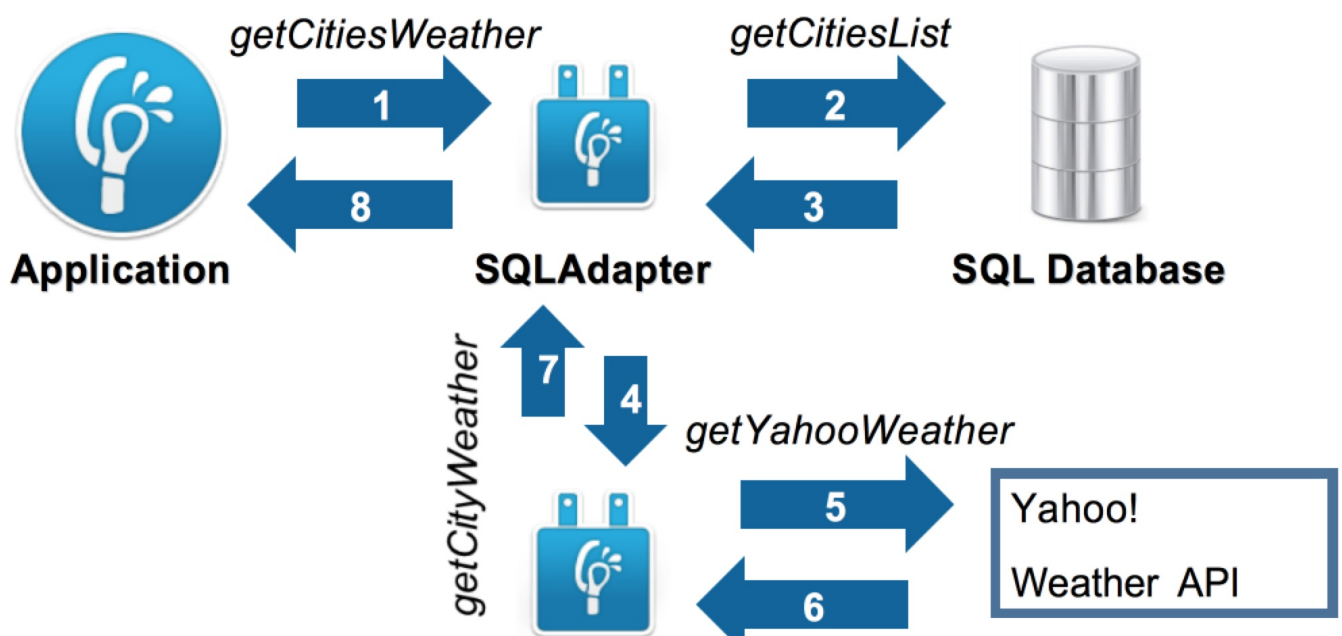 getCitiesWeather
getCitiesList
1
2
8
3
Application
SQLAdapter
SQL Database
getCityWeather
7
4
getYahooWeather
5
6
Yahoo!
Weather API